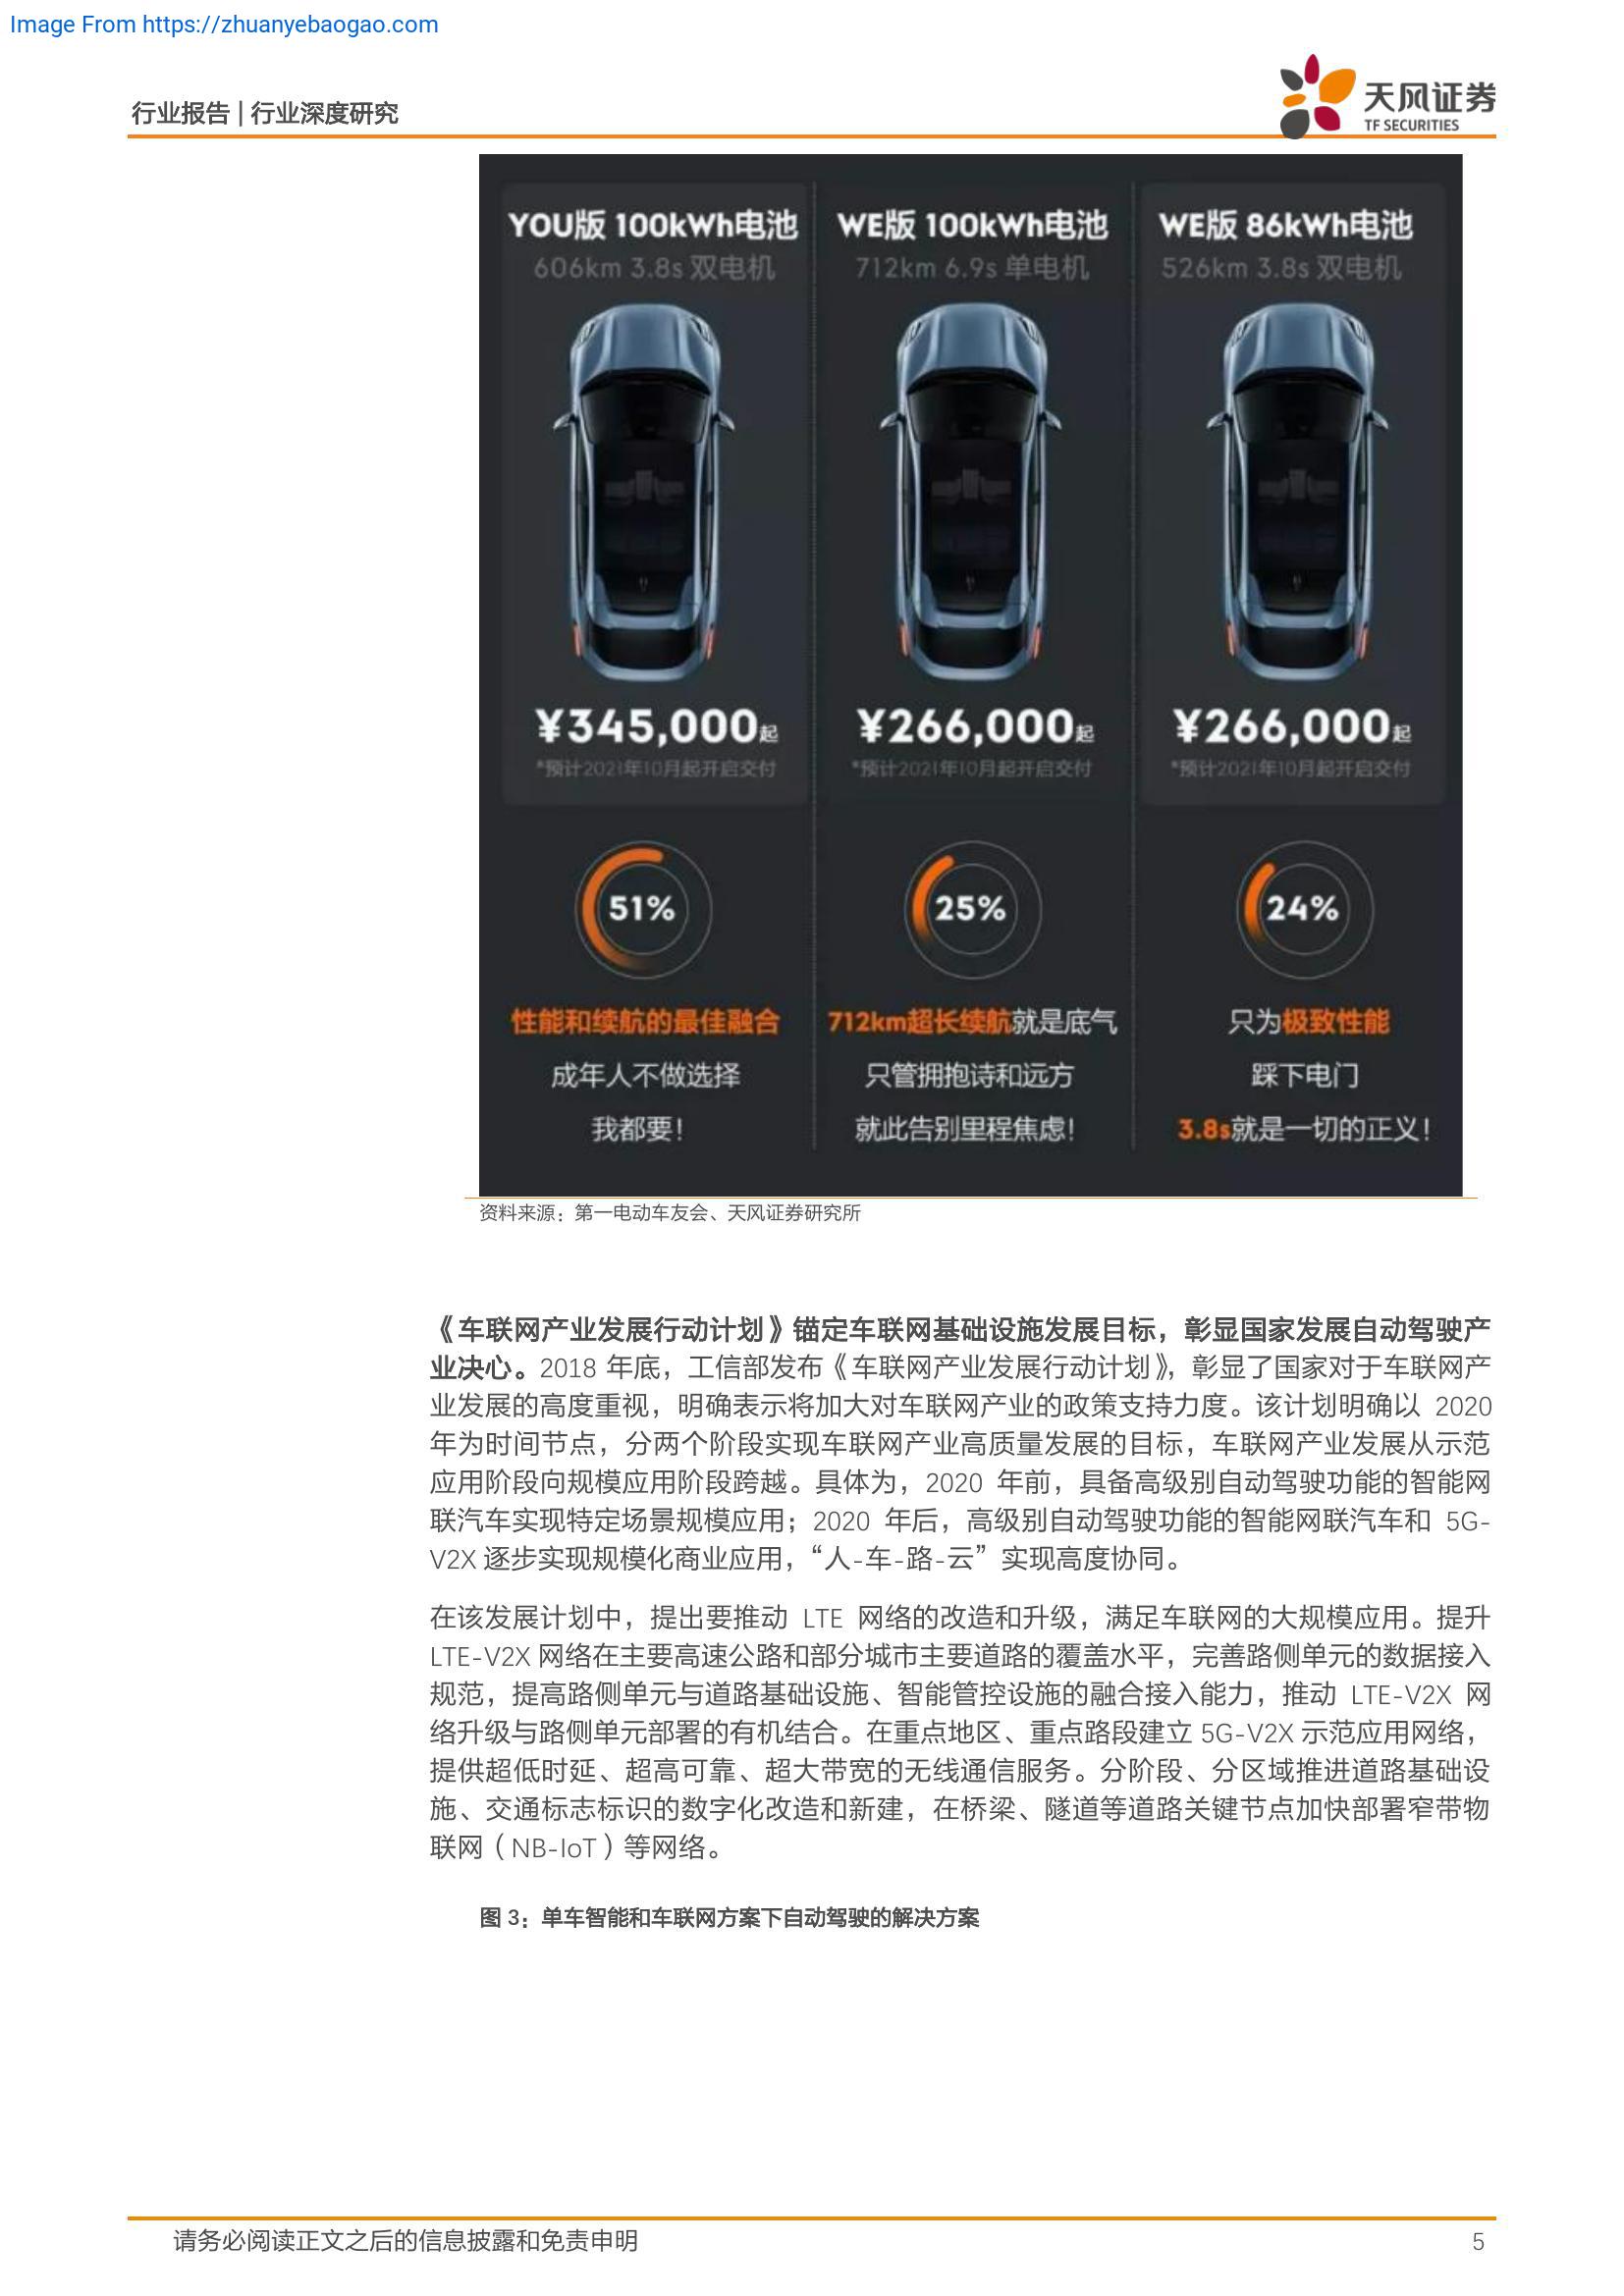 Image From https://zhuanyebaogao.com
行业报告 | 行业深度研究
天风证券
TF SECURITIES
YOU版 100kWh电池
606km 3.8s 双电机
¥345,000起
*预计2021年10月起开启交付
51%
性能和续航的最佳融合
成年人不做选择
我都要！
WE版 100kWh电池
712km 6.9s 单电机
¥266,000起
*预计2021年10月起开启交付
25%
712km超长续航就是底气
只管拥抱诗和远方
就此告别里程焦虑！
WE版 86kWh电池
526km 3.8s 双电机
¥266,000起
*预计2021年10月起开启交付
24%
只为极致性能
踩下电门
3.8s就是一切的正义！
资料来源：第一电动车友会、天风证券研究所
《车联网产业发展行动计划》锚定车联网基础设施发展目标，彰显国家发展自动驾驶产
业决心。2018 年底，工信部发布《车联网产业发展行动计划》，彰显了国家对于车联网产
业发展的高度重视，明确表示将加大对车联网产业的政策支持力度。该计划明确以 2020
年为时间节点，分两个阶段实现车联网产业高质量发展的目标，车联网产业发展从示范
应用阶段向规模应用阶段跨越。具体为，2020 年前，具备高级别自动驾驶功能的智能网
联汽车实现特定场景规模应用；2020 年后，高级别自动驾驶功能的智能网联汽车和 5G-
V2X 逐步实现规模化商业应用，“人-车-路-云”实现高度协同。
在该发展计划中，提出要推动 LTE 网络的改造和升级，满足车联网的大规模应用。提升
LTE-V2X 网络在主要高速公路和部分城市主要道路的覆盖水平，完善路侧单元的数据接入
规范，提高路侧单元与道路基础设施、智能管控设施的融合接入能力，推动 LTE-V2X 网
络升级与路侧单元部署的有机结合。在重点地区、重点路段建立 5G-V2X 示范应用网络，
提供超低时延、超高可靠、超大带宽的无线通信服务。分阶段、分区域推进道路基础设
施、交通标志标识的数字化改造和新建，在桥梁、隧道等道路关键节点加快部署窄带物
联网（NB-IoT）等网络。
图 3：单车智能和车联网方案下自动驾驶的解决方案
请务必阅读正文之后的信息披露和免责申明
5